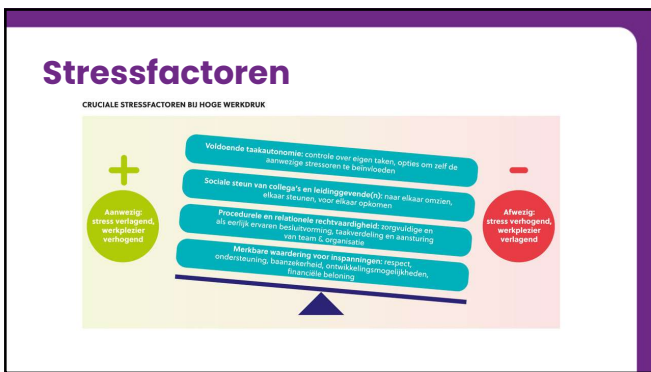 Stressfactoren
CRUCIALE STRESSFACTOREN BIJ HOGE WERKDRUK
+
Aanwezig:
stress verlagend,
werkplezier
verhogend
Voldoende taakautonomie: controle over eigen taken, opties om zelf de
aanwezige stressoren te beïnvloeden
Sociale steun van collega's en leidinggevende(n): naar elkaar omzien,
elkaar steunen, voor elkaar opkomen
Procedurele en relationele rechtvaardigheid: zorgvuldige en
als eerlijk ervaren besluitvorming, taakverdeling en aansturing
van team & organisatie
Merkbare waardering voor inspanningen: respect,
ondersteuning, baanzekerheid, ontwikkelingsmogelijkheden,
financiële beloning
-
Afwezig:
stress verhogend,
werkplezier
verlagend